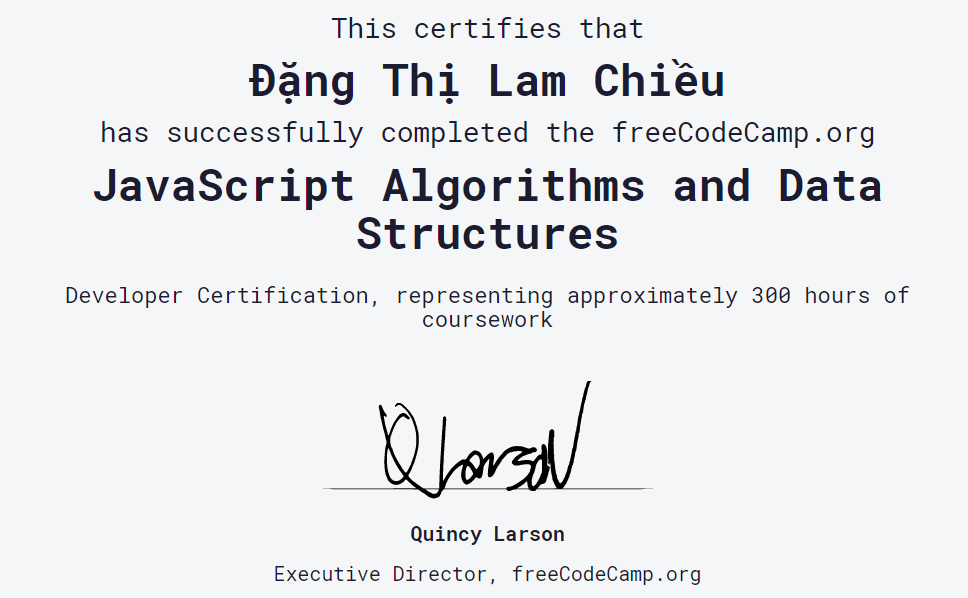 This certifies that
Đặng Thị Lam Chiều
has successfully completed the freeCodeCamp.org
JavaScript Algorithms and Data
Structures
Developer Certification, representing approximately 300 hours of
coursework
Q Larson
Quincy Larson
Executive Director, freeCodeCamp.org